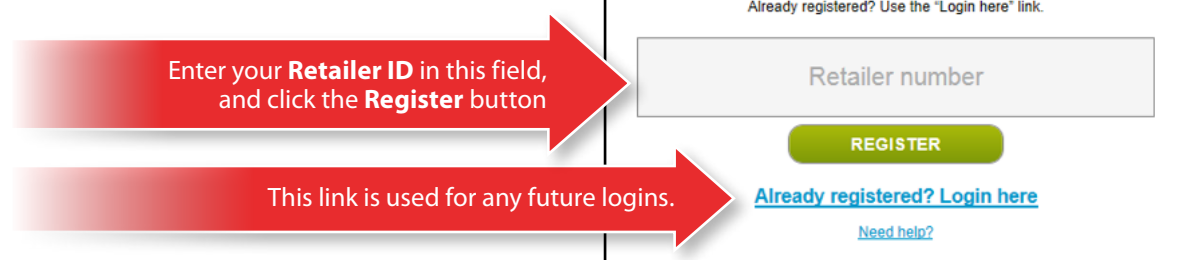 Already registered? Use the "Login here" link.
Enter your Retailer ID in this field,
and click the Register button
Retailer number
REGISTER
This link is used for any future logins.
Already registered? Login here
Need help?